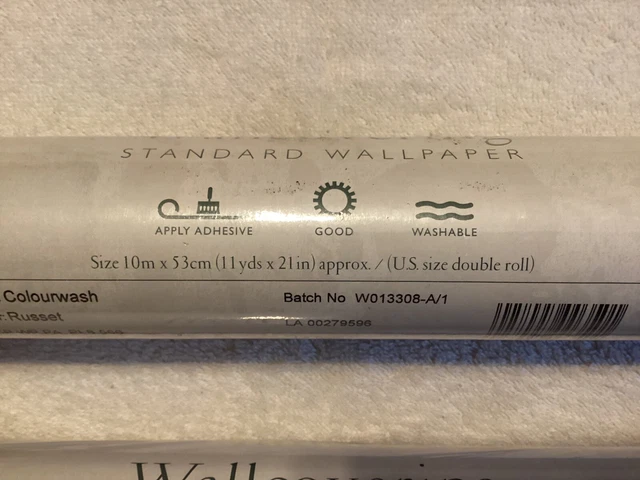 STANDARD WALLPAPER
APPLY ADHESIVE GOOD WASHABLE
Size 10m x 53cm (11yds x 21in) approx. / (U.S. size double roll)
Colourwash Batch No W013308-A/1
Russet
LA 00279596
Wallcovering